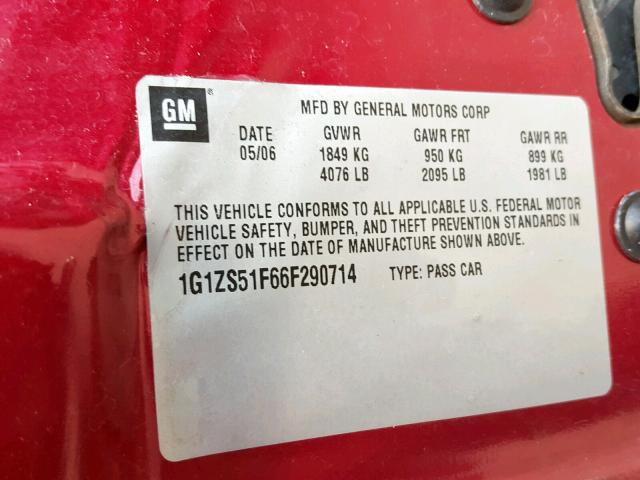 GM ®
MFD BY GENERAL MOTORS CORP
DATE GVWR GAWR FRT GAWR RR
05/06 1849 KG 950 KG 899 KG
4076 LB 2095 LB 1981 LB
THIS VEHICLE CONFORMS TO ALL APPLICABLE U.S. FEDERAL MOTOR
VEHICLE SAFETY, BUMPER, AND THEFT PREVENTION STANDARDS IN
EFFECT ON THE DATE OF MANUFACTURE SHOWN ABOVE.
1G1ZS51F66F290714 TYPE: PASS CAR